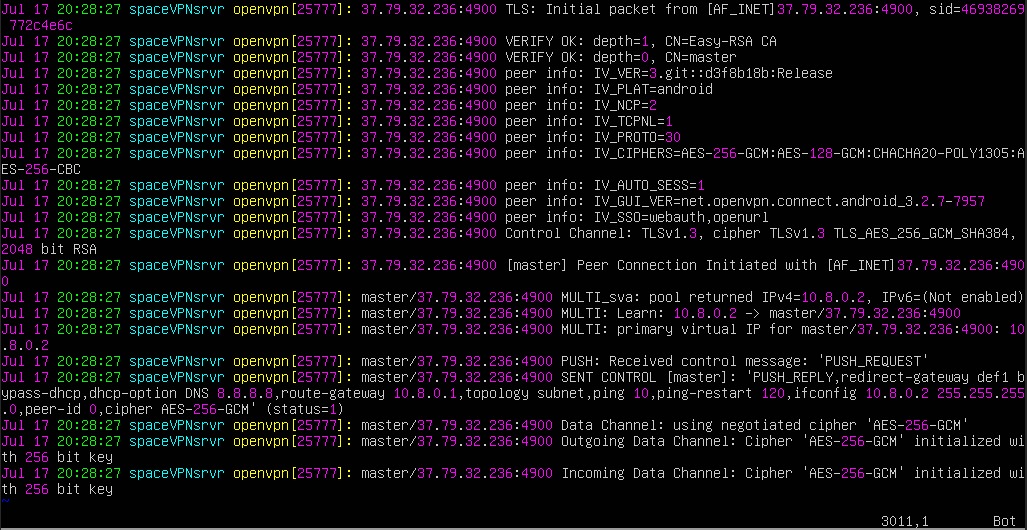 Jul 17 20:28:27 spaceVPNsrvr openvpn[25777]: 37.79.32.236:4900 TLS: Initial packet from [AF_INET]37.79.32.236:4900, sid=46938269
 772c4e6c
Jul 17 20:28:27 spaceVPNsrvr openvpn[25777]: 37.79.32.236:4900 VERIFY OK: depth=1, CN=Easy-RSA CA
Jul 17 20:28:27 spaceVPNsrvr openvpn[25777]: 37.79.32.236:4900 VERIFY OK: depth=0, CN=master
Jul 17 20:28:27 spaceVPNsrvr openvpn[25777]: 37.79.32.236:4900 peer info: IV_VER=3.git::d3f8b18b:Release
Jul 17 20:28:27 spaceVPNsrvr openvpn[25777]: 37.79.32.236:4900 peer info: IV_PLAT=android
Jul 17 20:28:27 spaceVPNsrvr openvpn[25777]: 37.79.32.236:4900 peer info: IV_NCP=2
Jul 17 20:28:27 spaceVPNsrvr openvpn[25777]: 37.79.32.236:4900 peer info: IV_TCPNL=1
Jul 17 20:28:27 spaceVPNsrvr openvpn[25777]: 37.79.32.236:4900 peer info: IV_PROTO=30
Jul 17 20:28:27 spaceVPNsrvr openvpn[25777]: 37.79.32.236:4900 peer info: IV_CIPHERS=AES-256-GCM:AES-128-GCM:CHACHA20-POLY1305:A
ES-256-CBC
Jul 17 20:28:27 spaceVPNsrvr openvpn[25777]: 37.79.32.236:4900 peer info: IV_AUTO_SESS=1
Jul 17 20:28:27 spaceVPNsrvr openvpn[25777]: 37.79.32.236:4900 peer info: IV_GUI_VER=net.openvpn.connect.android_3.2.7-7957
Jul 17 20:28:27 spaceVPNsrvr openvpn[25777]: 37.79.32.236:4900 peer info: IV_SSO=webauth,openurl
Jul 17 20:28:27 spaceVPNsrvr openvpn[25777]: 37.79.32.236:4900 Control Channel: TLSv1.3, cipher TLSv1.3 TLS_AES_256_GCM_SHA384,
2048 bit RSA
Jul 17 20:28:27 spaceVPNsrvr openvpn[25777]: 37.79.32.236:4900 [master] Peer Connection Initiated with [AF_INET]37.79.32.236:490
0
Jul 17 20:28:27 spaceVPNsrvr openvpn[25777]: master/37.79.32.236:4900 MULTI_sva: pool returned IPv4=10.8.0.2, IPv6=(Not enabled)
Jul 17 20:28:27 spaceVPNsrvr openvpn[25777]: master/37.79.32.236:4900 MULTI: Learn: 10.8.0.2 -> master/37.79.32.236:4900
Jul 17 20:28:27 spaceVPNsrvr openvpn[25777]: master/37.79.32.236:4900 MULTI: primary virtual IP for master/37.79.32.236:4900: 10
.8.0.2
Jul 17 20:28:27 spaceVPNsrvr openvpn[25777]: master/37.79.32.236:4900 PUSH: Received control message: 'PUSH_REQUEST'
Jul 17 20:28:27 spaceVPNsrvr openvpn[25777]: master/37.79.32.236:4900 SENT CONTROL [master]: 'PUSH_REPLY,redirect-gateway def1 b
ypass-dhcp,dhcp-option DNS 8.8.8.8,route-gateway 10.8.0.1,topology subnet,ping 10,ping-restart 120,ifconfig 10.8.0.2 255.255.255
.0,peer-id 0,cipher AES-256-GCM' (status=1)
Jul 17 20:28:27 spaceVPNsrvr openvpn[25777]: master/37.79.32.236:4900 Data Channel: using negotiated cipher 'AES-256-GCM'
Jul 17 20:28:27 spaceVPNsrvr openvpn[25777]: master/37.79.32.236:4900 Outgoing Data Channel: Cipher 'AES-256-GCM' initialized wi
th 256 bit key
Jul 17 20:28:27 spaceVPNsrvr openvpn[25777]: master/37.79.32.236:4900 Incoming Data Channel: Cipher 'AES-256-GCM' initialized wi
th 256 bit key
~
3011,1 Bot